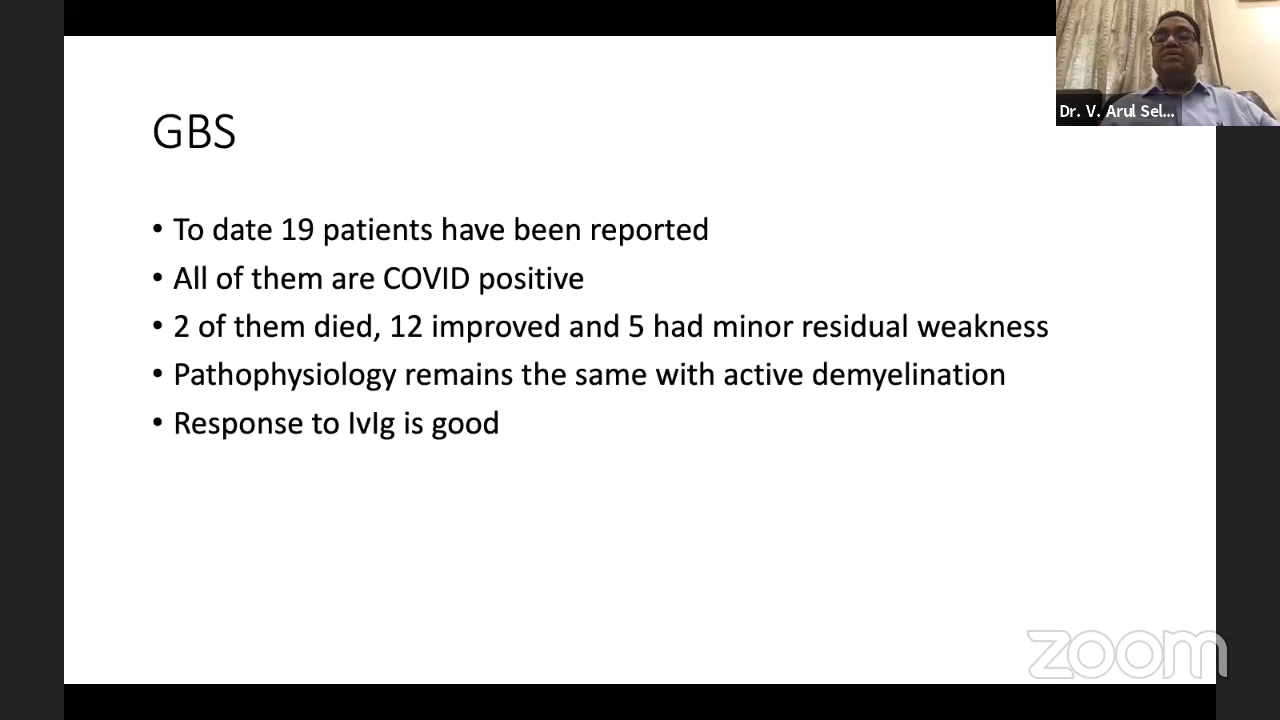 Dr. V. Arul Sel...
GBS
• To date 19 patients have been reported
• All of them are COVID positive
• 2 of them died, 12 improved and 5 had minor residual weakness
• Pathophysiology remains the same with active demyelination
• Response to IvIg is good
zoom